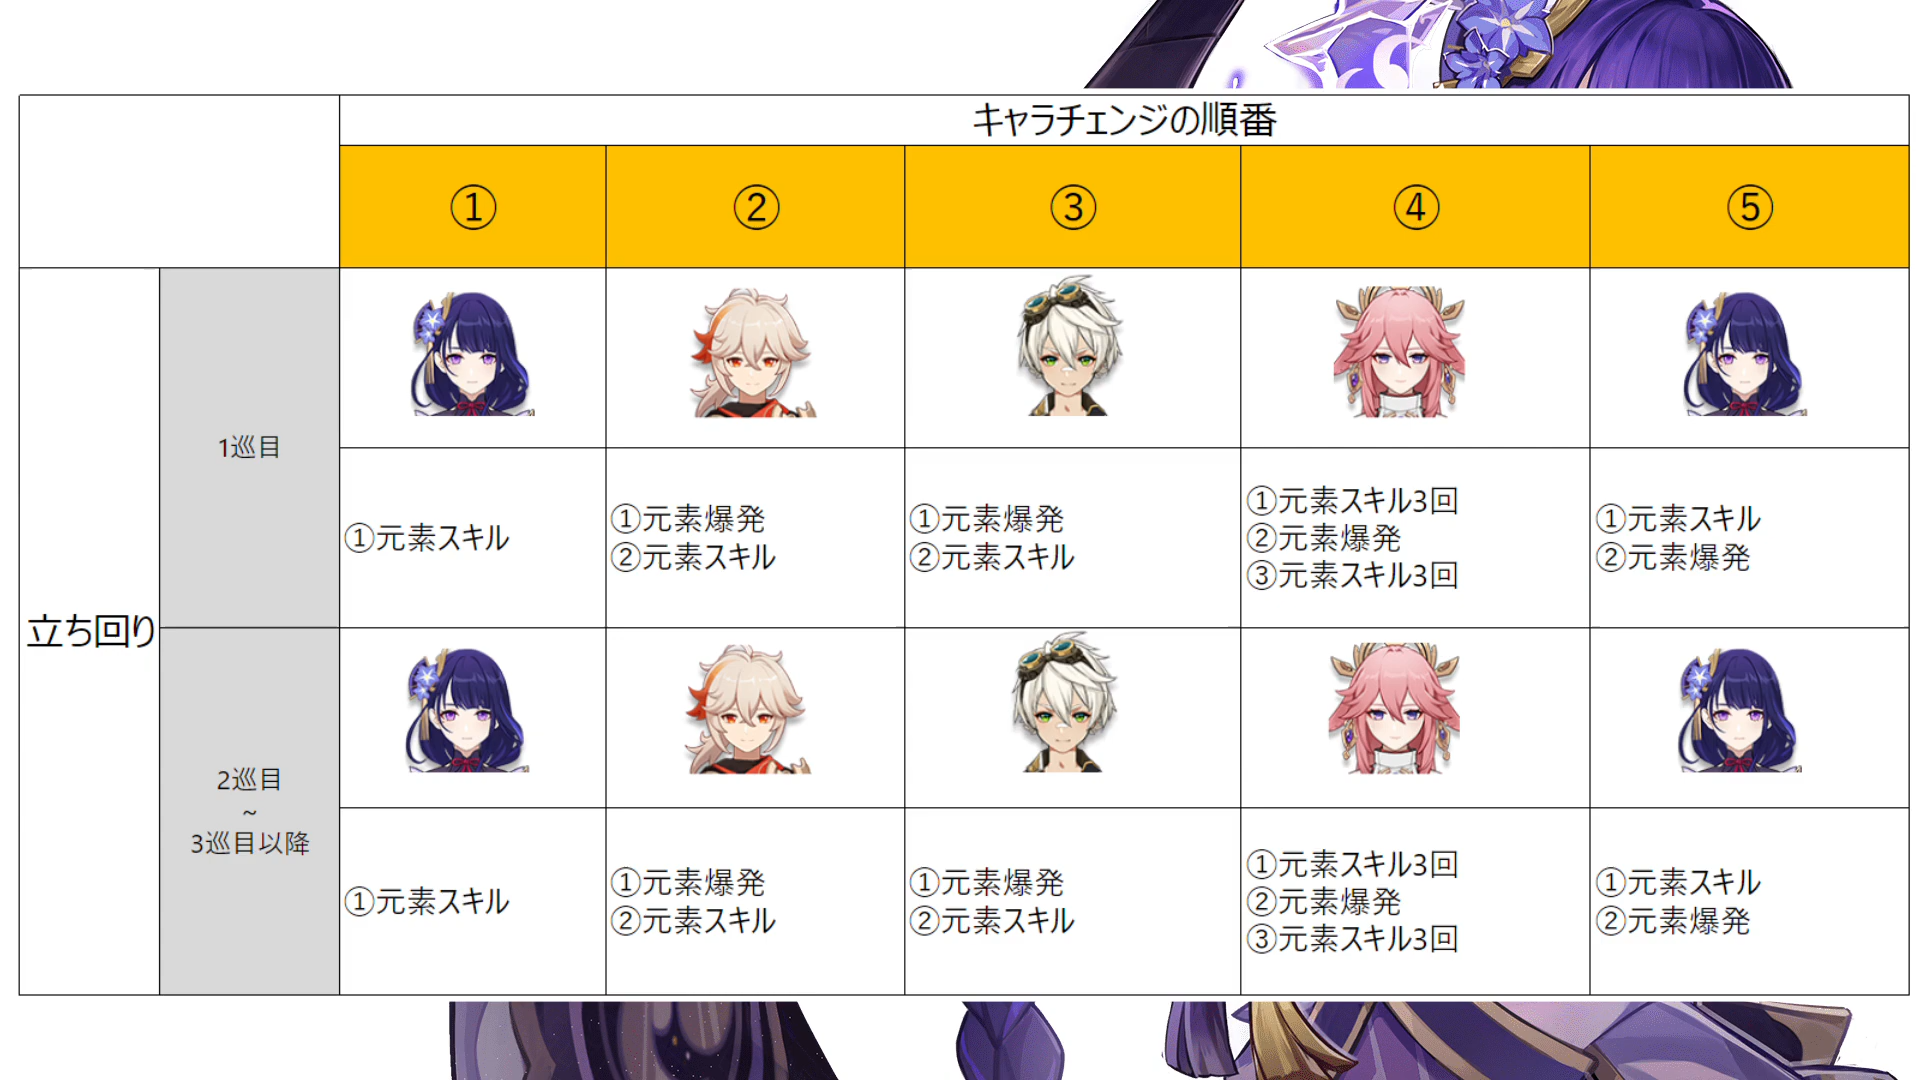 キャラチェンジの順番
① ② ③ ④ ⑤
立ち回り
1巡目
①元素スキル
①元素爆発
②元素スキル
①元素爆発
②元素スキル
①元素スキル3回
②元素爆発
③元素スキル3回
①元素スキル
②元素爆発
2巡目
~
3巡目以降
①元素スキル
①元素爆発
②元素スキル
①元素爆発
②元素スキル
①元素スキル3回
②元素爆発
③元素スキル3回
①元素スキル
②元素爆発